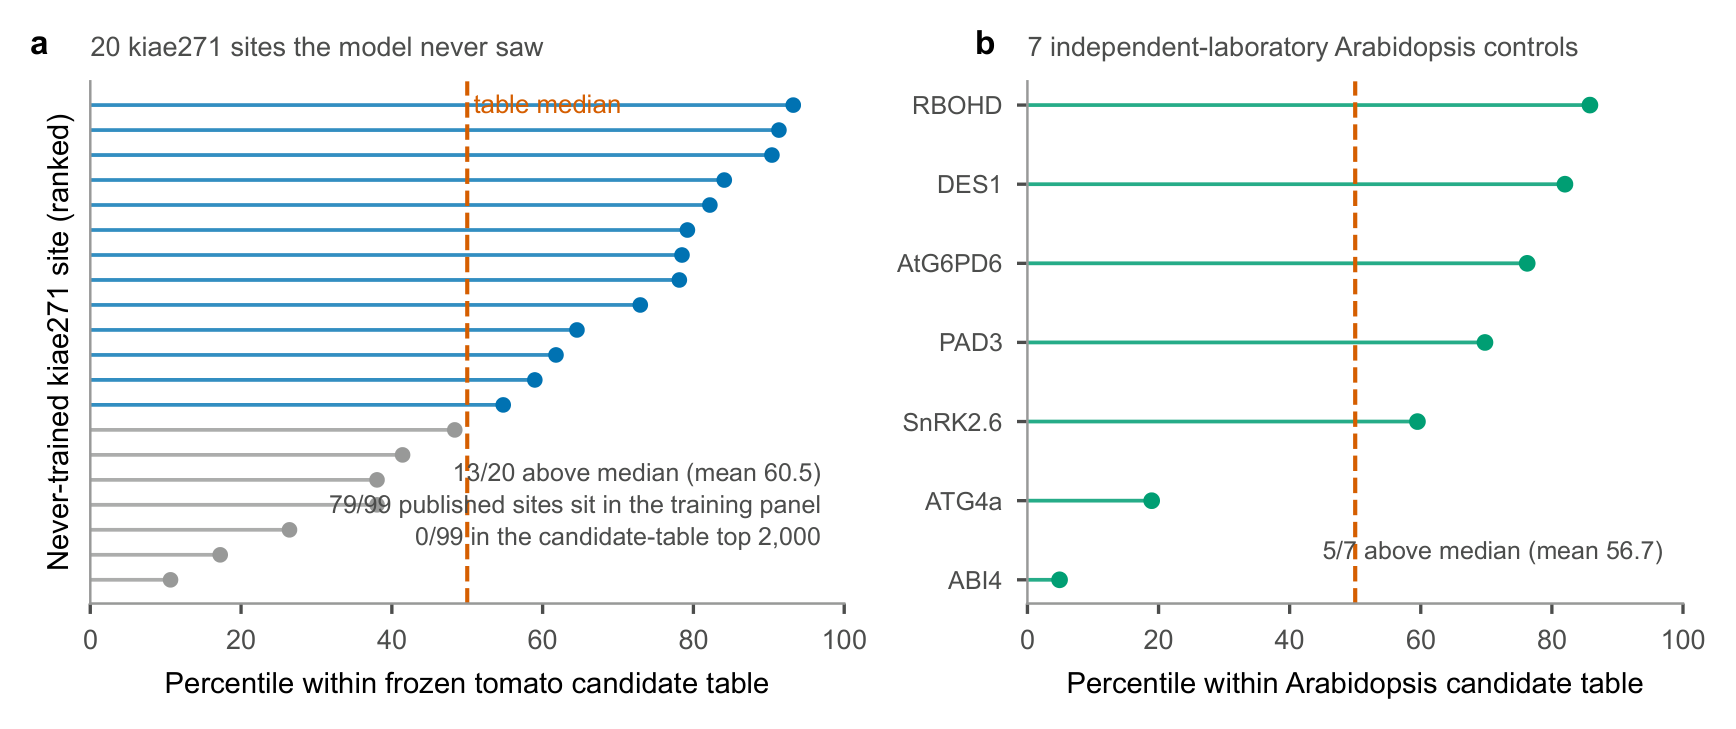 a 20 kiae271 sites the model never saw
Never-trained kiae271 site (ranked)
table median
13/20 above median (mean 60.5)
79/99 published sites sit in the training panel
0/99 in the candidate-table top 2,000
0 20 40 60 80 100
Percentile within frozen tomato candidate table
b 7 independent-laboratory Arabidopsis controls
RBOHD
DES1
AtG6PD6
PAD3
SnRK2.6
ATG4a
5/7 above median (mean 56.7)
ABI4
0 20 40 60 80 100
Percentile within Arabidopsis candidate table